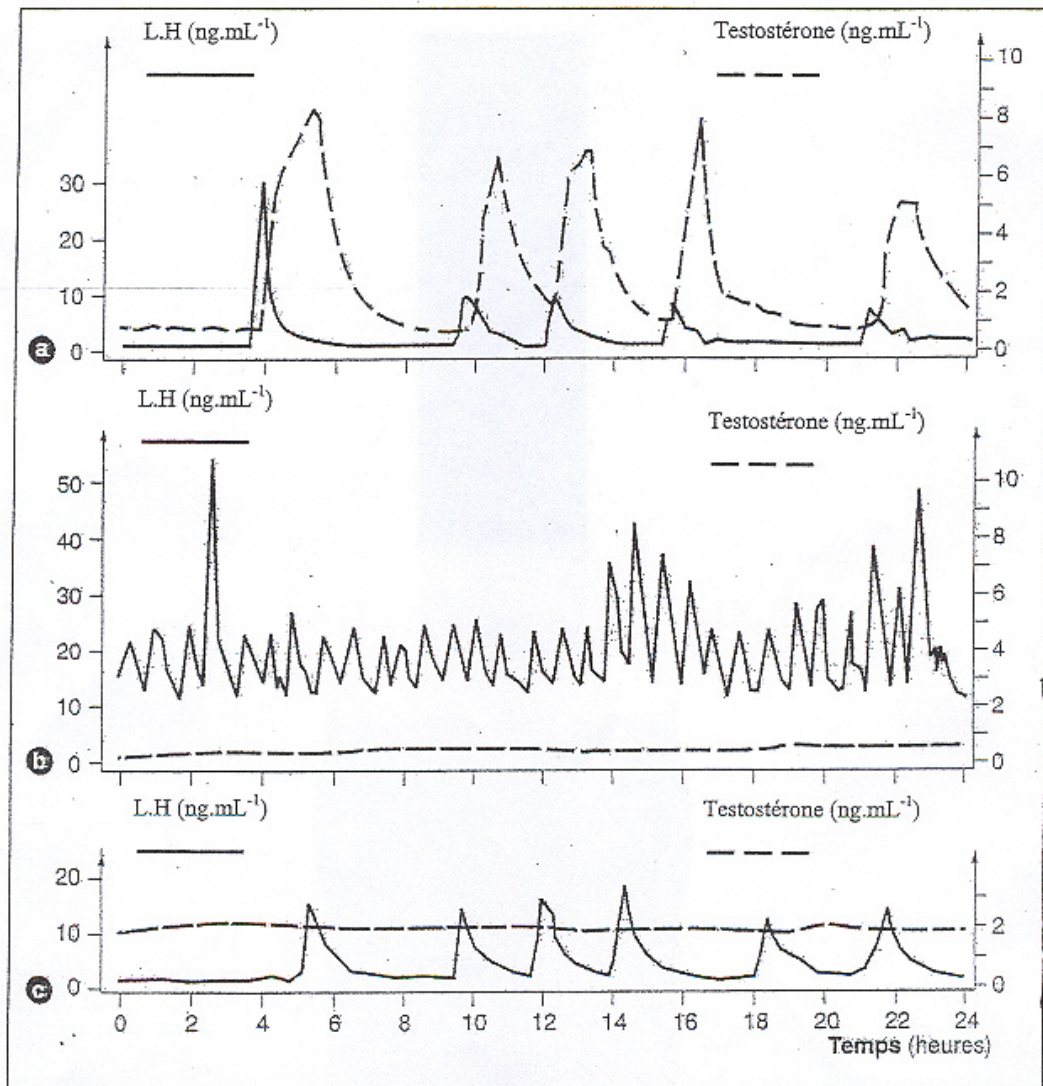 L.H (ng.mL⁻¹) Testostérone (ng.mL⁻¹)
10
8
30 6
20 4
10 2
a 0 0
L.H (ng.mL⁻¹) Testostérone (ng.mL⁻¹)
50 10
40 8
30 6
20 4
10 2
b 0 0
L.H (ng.mL⁻¹) Testostérone (ng.mL⁻¹)
20
10 2
c 0 0
0 2 4 6 8 10 12 14 16 18 20 22 24
Temps (heures)